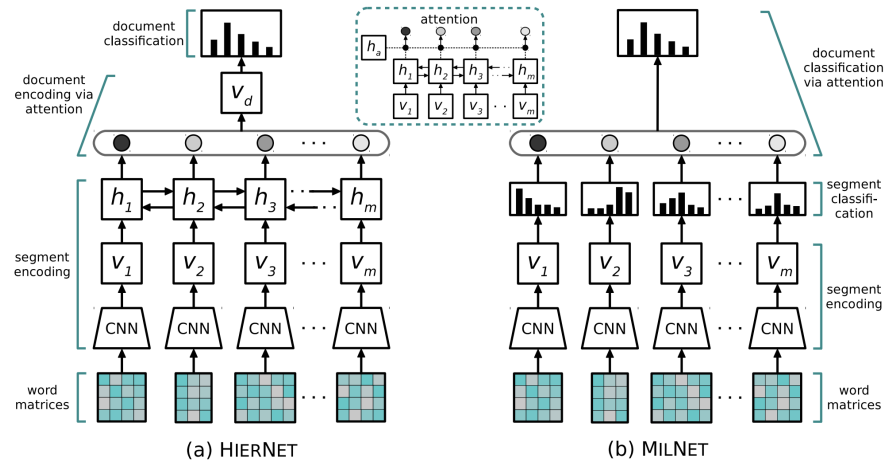 document
classification
document
encoding via
attention
v_d
attention
h_a
h_1 h_2 h_3 ··· h_m
v_1 v_2 v_3 ·· v_m
document
classification
via attention
···
···
h_1 h_2 h_3 ··· h_m
segment
classifi-
cation
···
segment
encoding
v_1 v_2 v_3 ··· v_m
v_1 v_2 v_3 ··· v_m
segment
encoding
CNN CNN CNN ··· CNN
CNN CNN CNN ··· CNN
word
matrices
···
···
word
matrices
(a) HIERNET
(b) MILNET